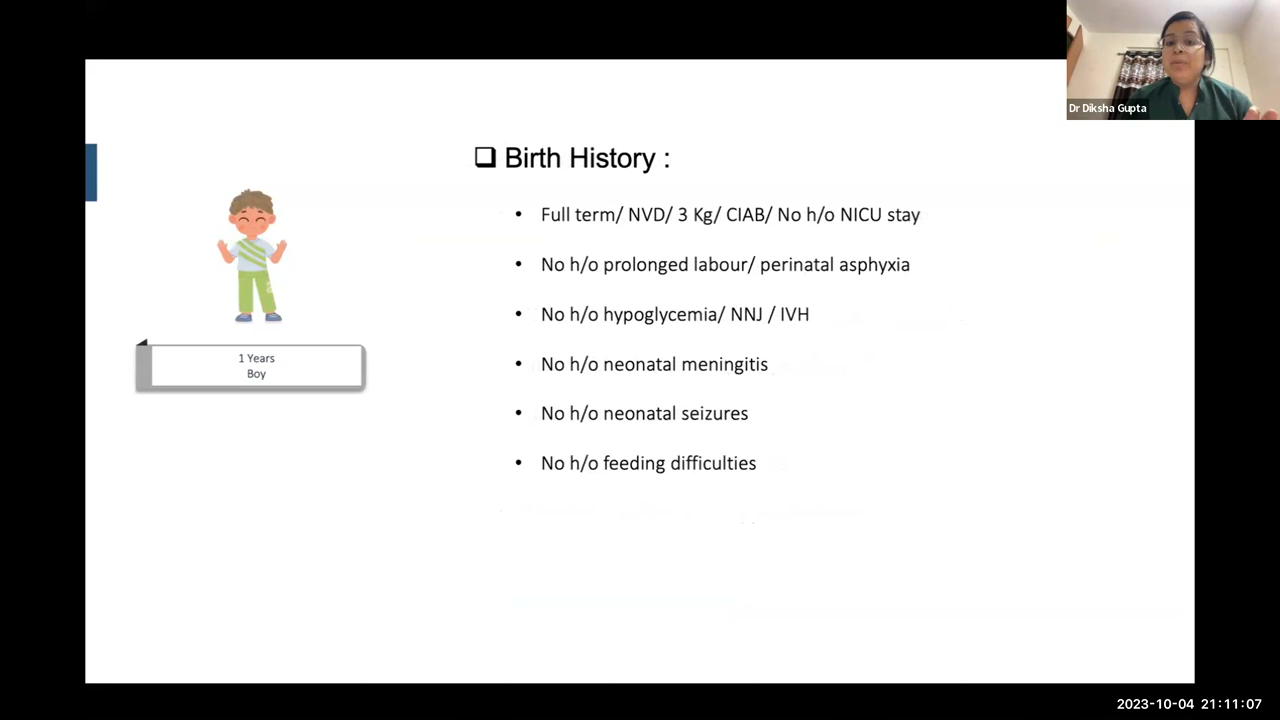 Dr Diksha Gupta
❑ Birth History :
• Full term/ NVD/ 3 Kg/ CIAB/ No h/o NICU stay
• No h/o prolonged labour/ perinatal asphyxia
• No h/o hypoglycemia/ NNJ / IVH
• No h/o neonatal meningitis
• No h/o neonatal seizures
• No h/o feeding difficulties
1 Years
Boy
2023-10-04 21:11:07